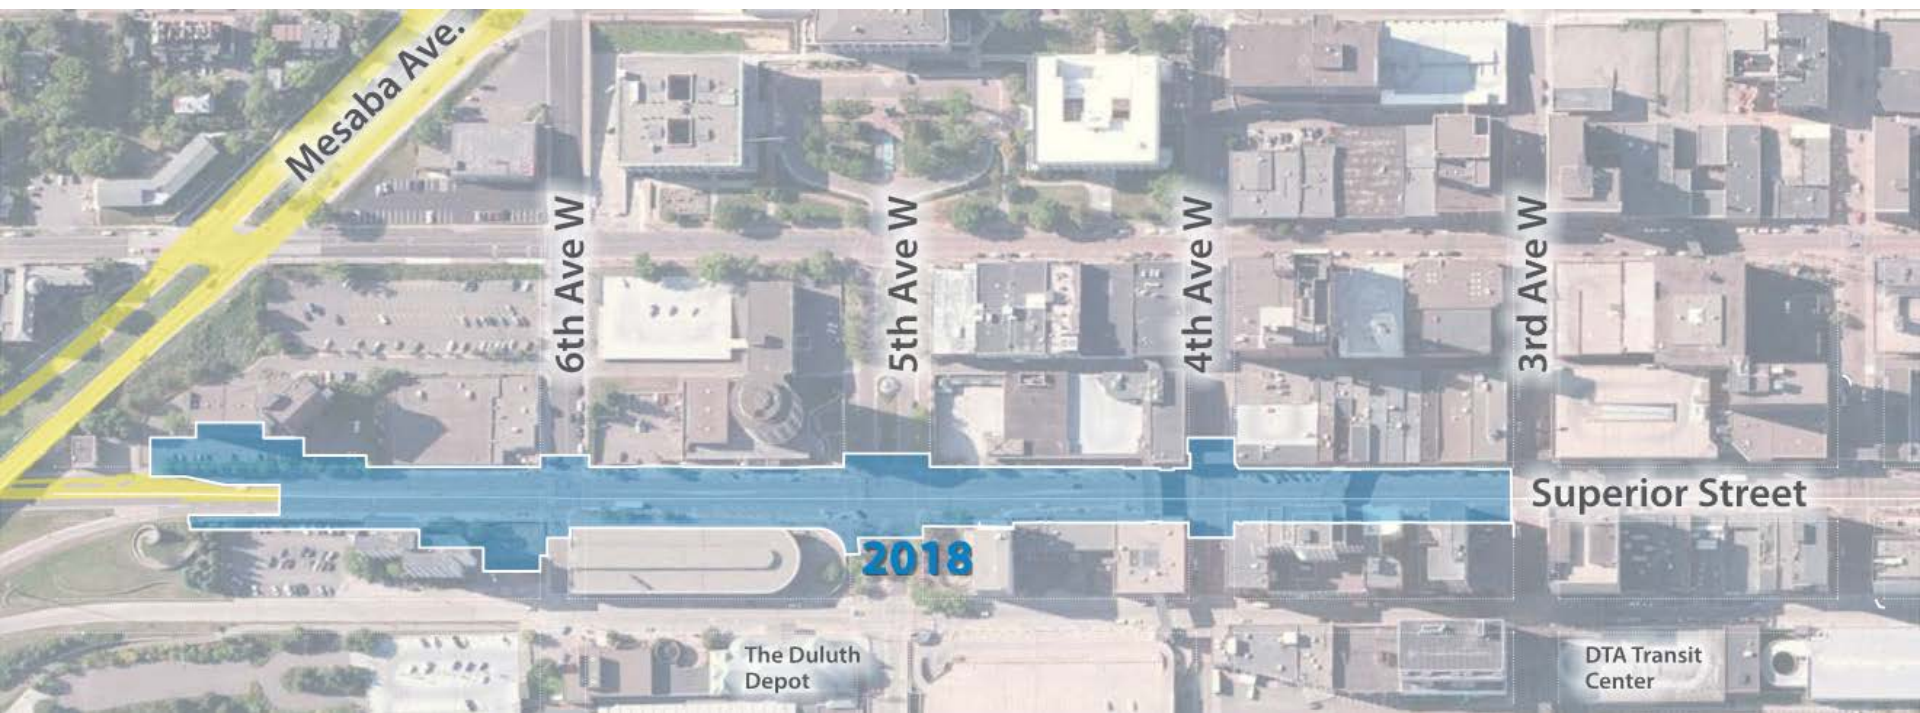 Mesaba Ave.
6th Ave W
5th Ave W
4th Ave W
3rd Ave W
Superior Street
2018
The Duluth
Depot
DTA Transit
Center